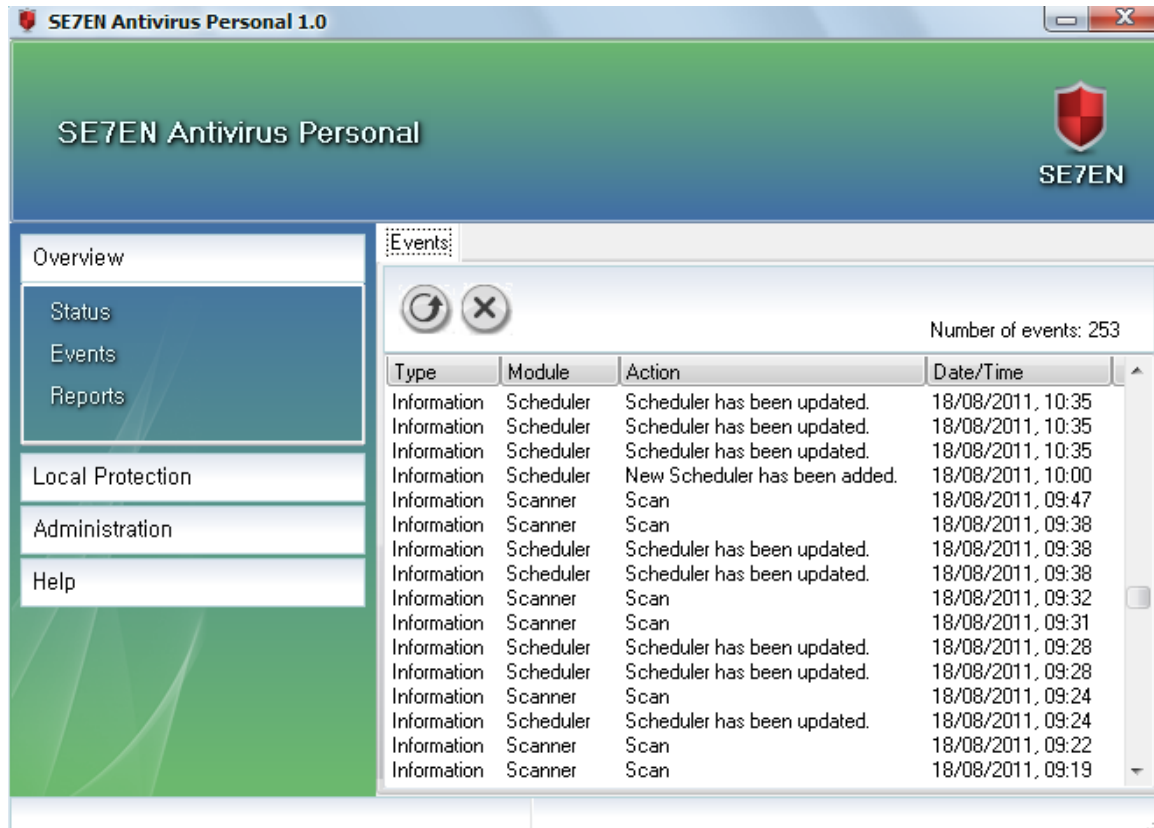 SE7EN Antivirus Personal 1.0
SE7EN Antivirus Personal
SE7EN
Overview
Status
Events
Reports
Local Protection
Administration
Help
Events
Number of events: 253
Type Module Action Date/Time
Information Scheduler Scheduler has been updated. 18/08/2011, 10:35
Information Scheduler Scheduler has been updated. 18/08/2011, 10:35
Information Scheduler Scheduler has been updated. 18/08/2011, 10:35
Information Scheduler New Scheduler has been added. 18/08/2011, 10:00
Information Scanner Scan 18/08/2011, 09:47
Information Scanner Scan 18/08/2011, 09:38
Information Scheduler Scheduler has been updated. 18/08/2011, 09:38
Information Scheduler Scheduler has been updated. 18/08/2011, 09:38
Information Scanner Scan 18/08/2011, 09:32
Information Scanner Scan 18/08/2011, 09:31
Information Scheduler Scheduler has been updated. 18/08/2011, 09:28
Information Scheduler Scheduler has been updated. 18/08/2011, 09:28
Information Scanner Scan 18/08/2011, 09:24
Information Scheduler Scheduler has been updated. 18/08/2011, 09:24
Information Scanner Scan 18/08/2011, 09:22
Information Scanner Scan 18/08/2011, 09:19